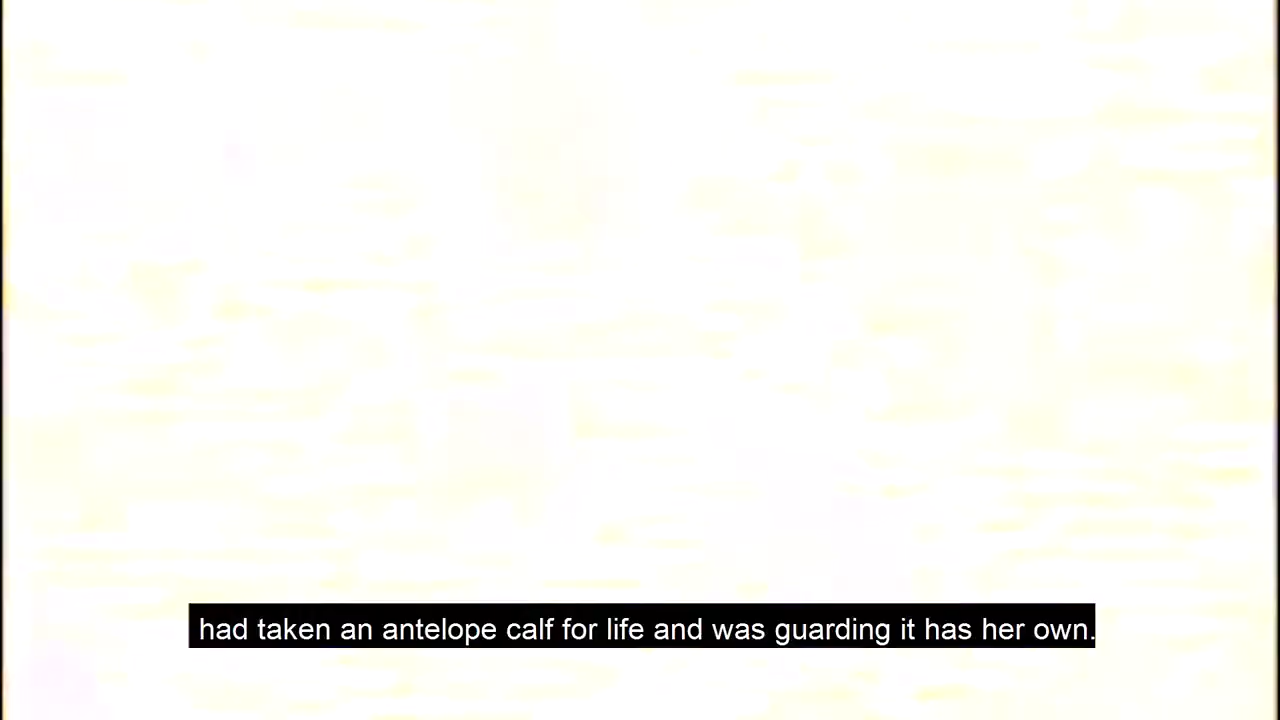 had taken an antelope calf for life and was guarding it has her own.